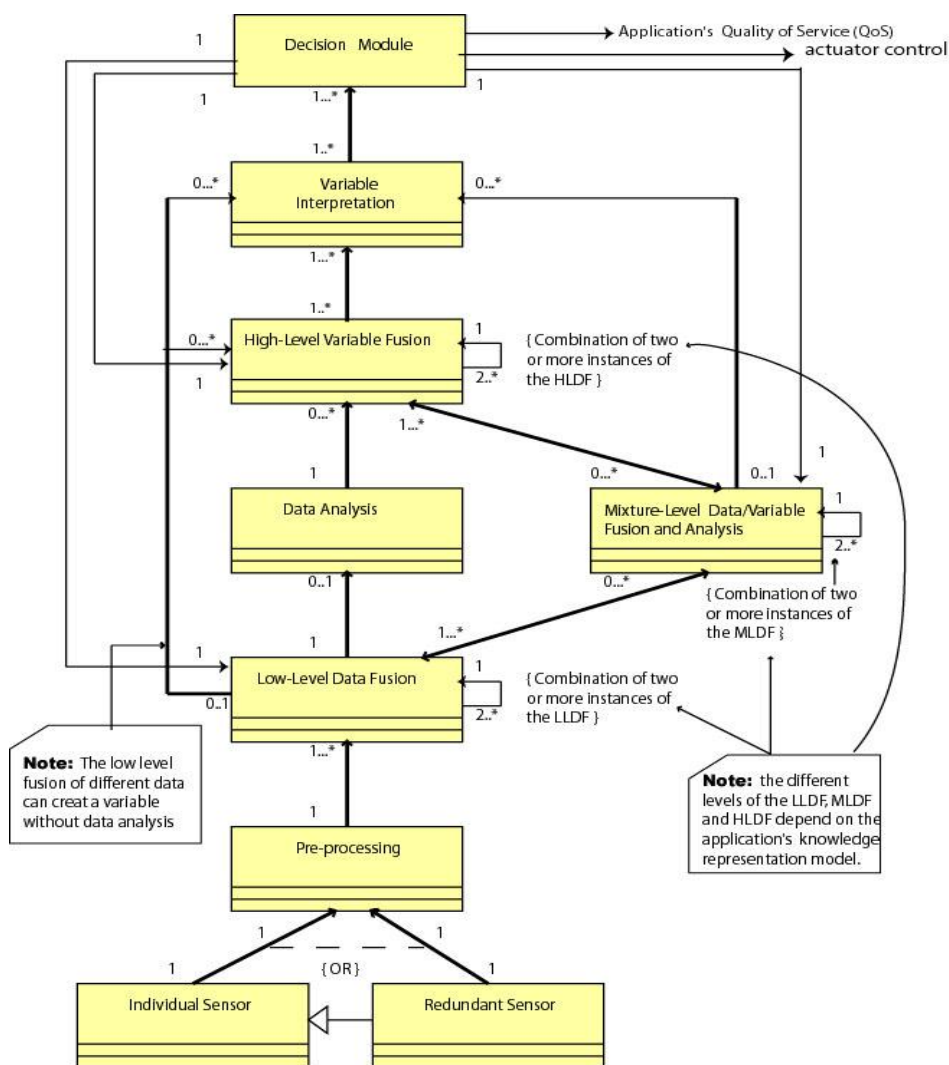 1
Decision Module
Application's Quality of Service (QoS)
actuator control
1
1
1...*
1..*
0...*
Variable
Interpretation
0...*
1...*
1..*
High-Level Variable Fusion
1
0...*
2..*
1
{ Combination of two
or more instances of
the HLDF }
0...*
1...*
1
1
0...*
0..1
Data Analysis
Mixture-Level Data/Variable
Fusion and Analysis
1
2..*
0..1
0...*
{ Combination of two
or more instances of
the MLDF }
1...*
1
1
Low-Level Data Fusion
1
2..*
0..1
{ Combination of two
or more instances of
the LLDF }
1...*
Note: The low level
fusion of different data
can creat a variable
without data analysis
Note: the different
levels of the LLDF, MLDF
and HLDF depend on the
application's knowledge
representation model.
1
Pre-processing
1
1
{ OR }
1
1
Individual Sensor
Redundant Sensor